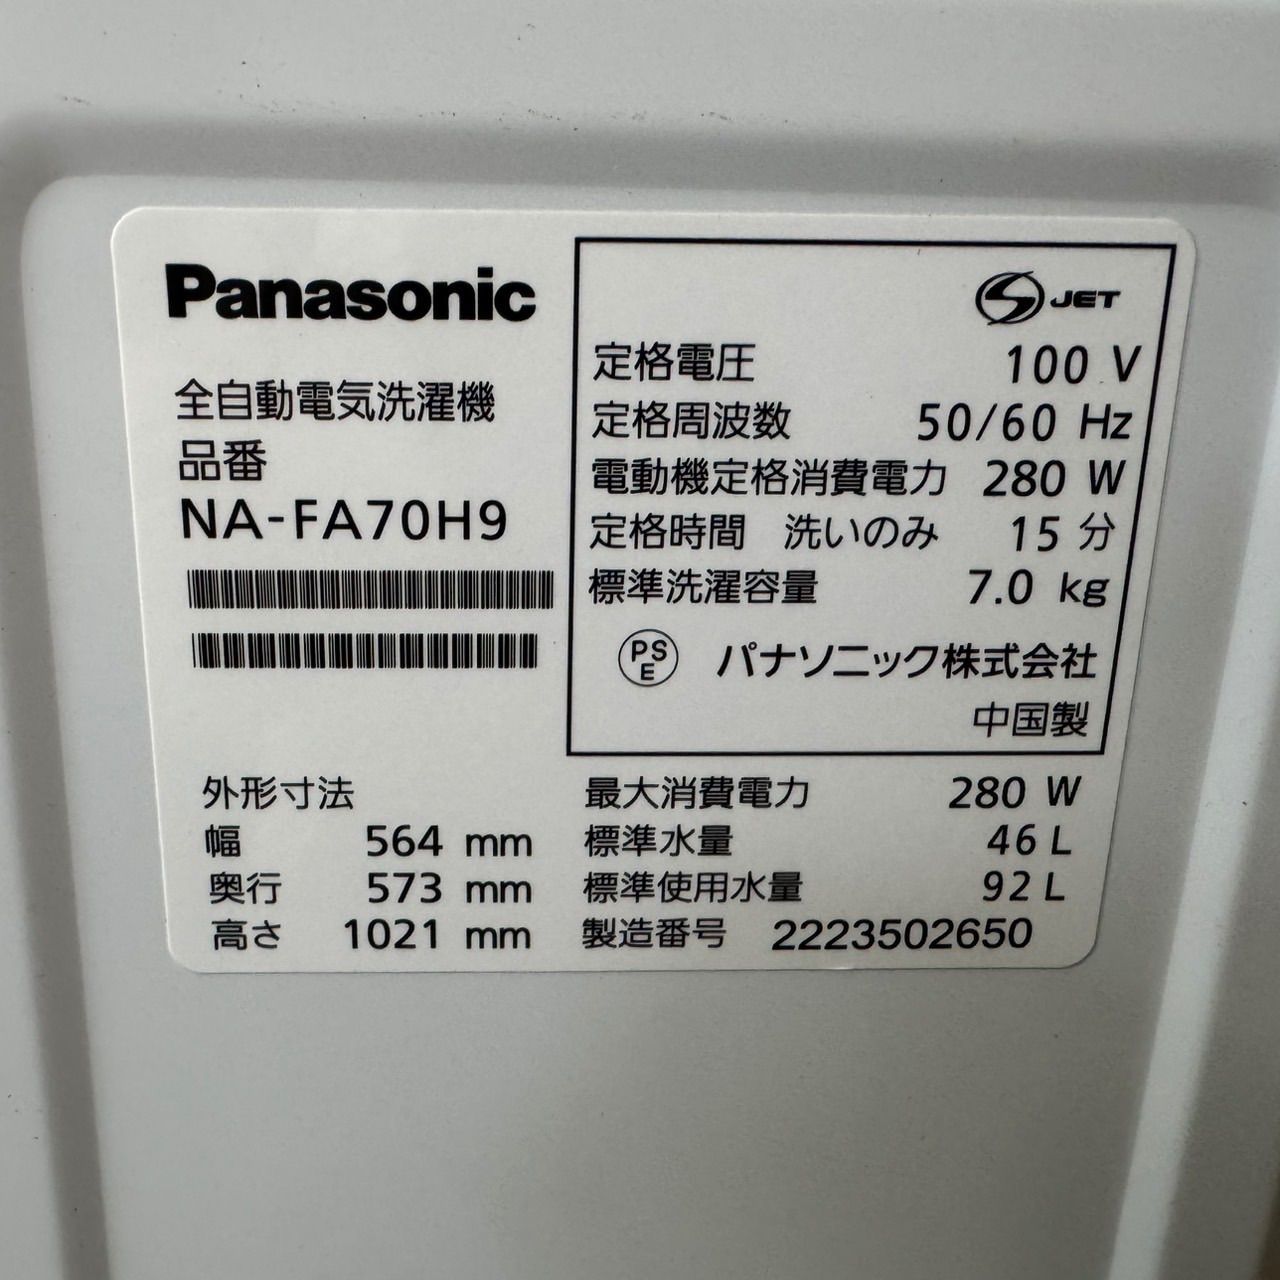 Panasonic
全自動電気洗濯機
品番
NA-FA70H9
S JET
定格電圧 100 V
定格周波数 50/60 Hz
電動機定格消費電力 280 W
定格時間 洗いのみ 15 分
標準洗濯容量 7.0 kg
PSE パナソニック株式会社
中国製
外形寸法
幅 564 mm
奥行 573 mm
高さ 1021 mm
最大消費電力 280 W
標準水量 46 L
標準使用水量 92 L
製造番号 2223502650